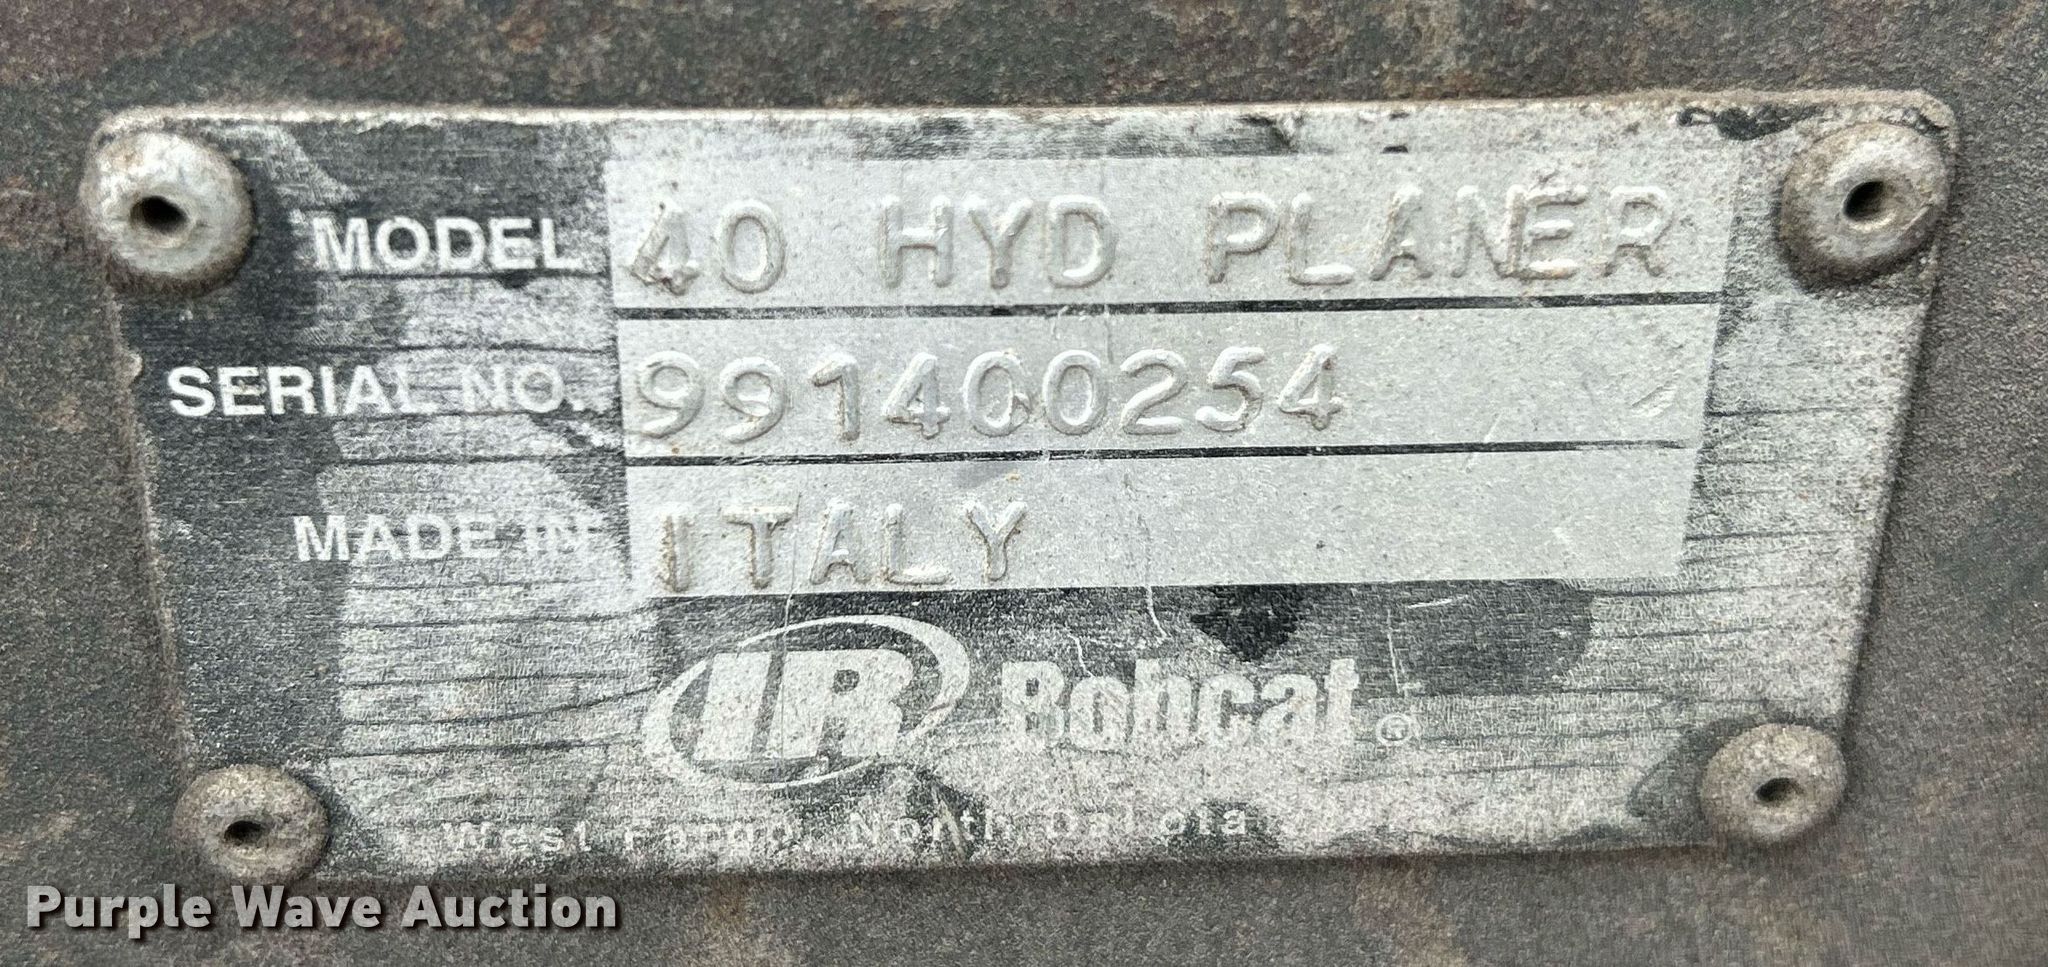 MODEL 40 HYD PLANER
SERIAL NO. 991400254
MADE IN ITALY
IR Bobcat®
West Fargo, North Dakota
Purple Wave Auction